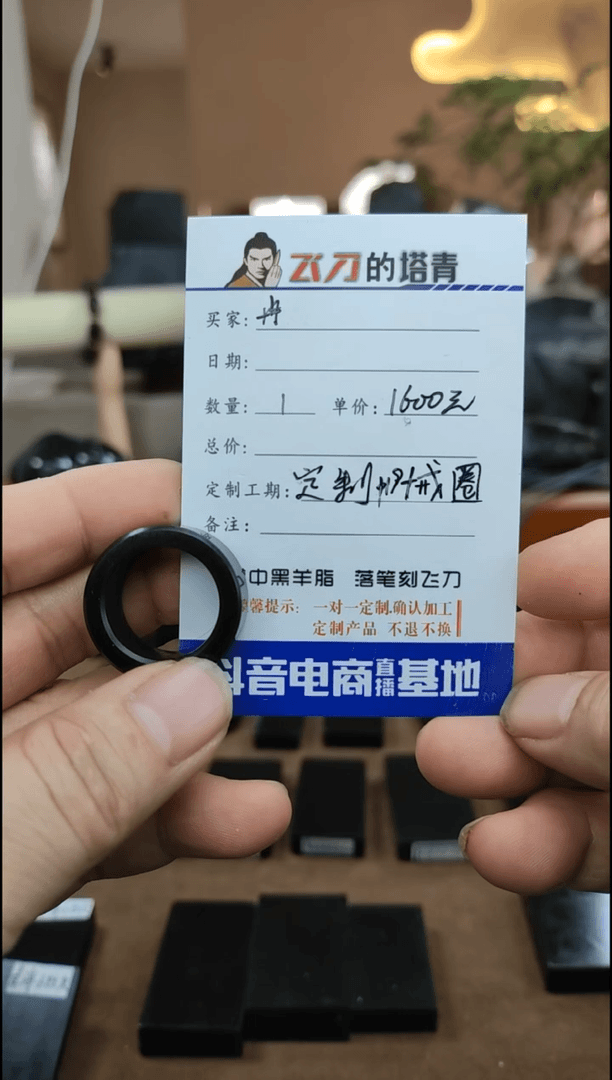 飞刀的塔青
买家: 冉
日期:
数量: 1 单价: 1600元
总价:
定制工期: 定制 戒圈
备注:
中黑羊脂 落笔刻飞刀
馨提示: 一对一定制.确认加工
定制产品 不退不换
抖音电商直播基地